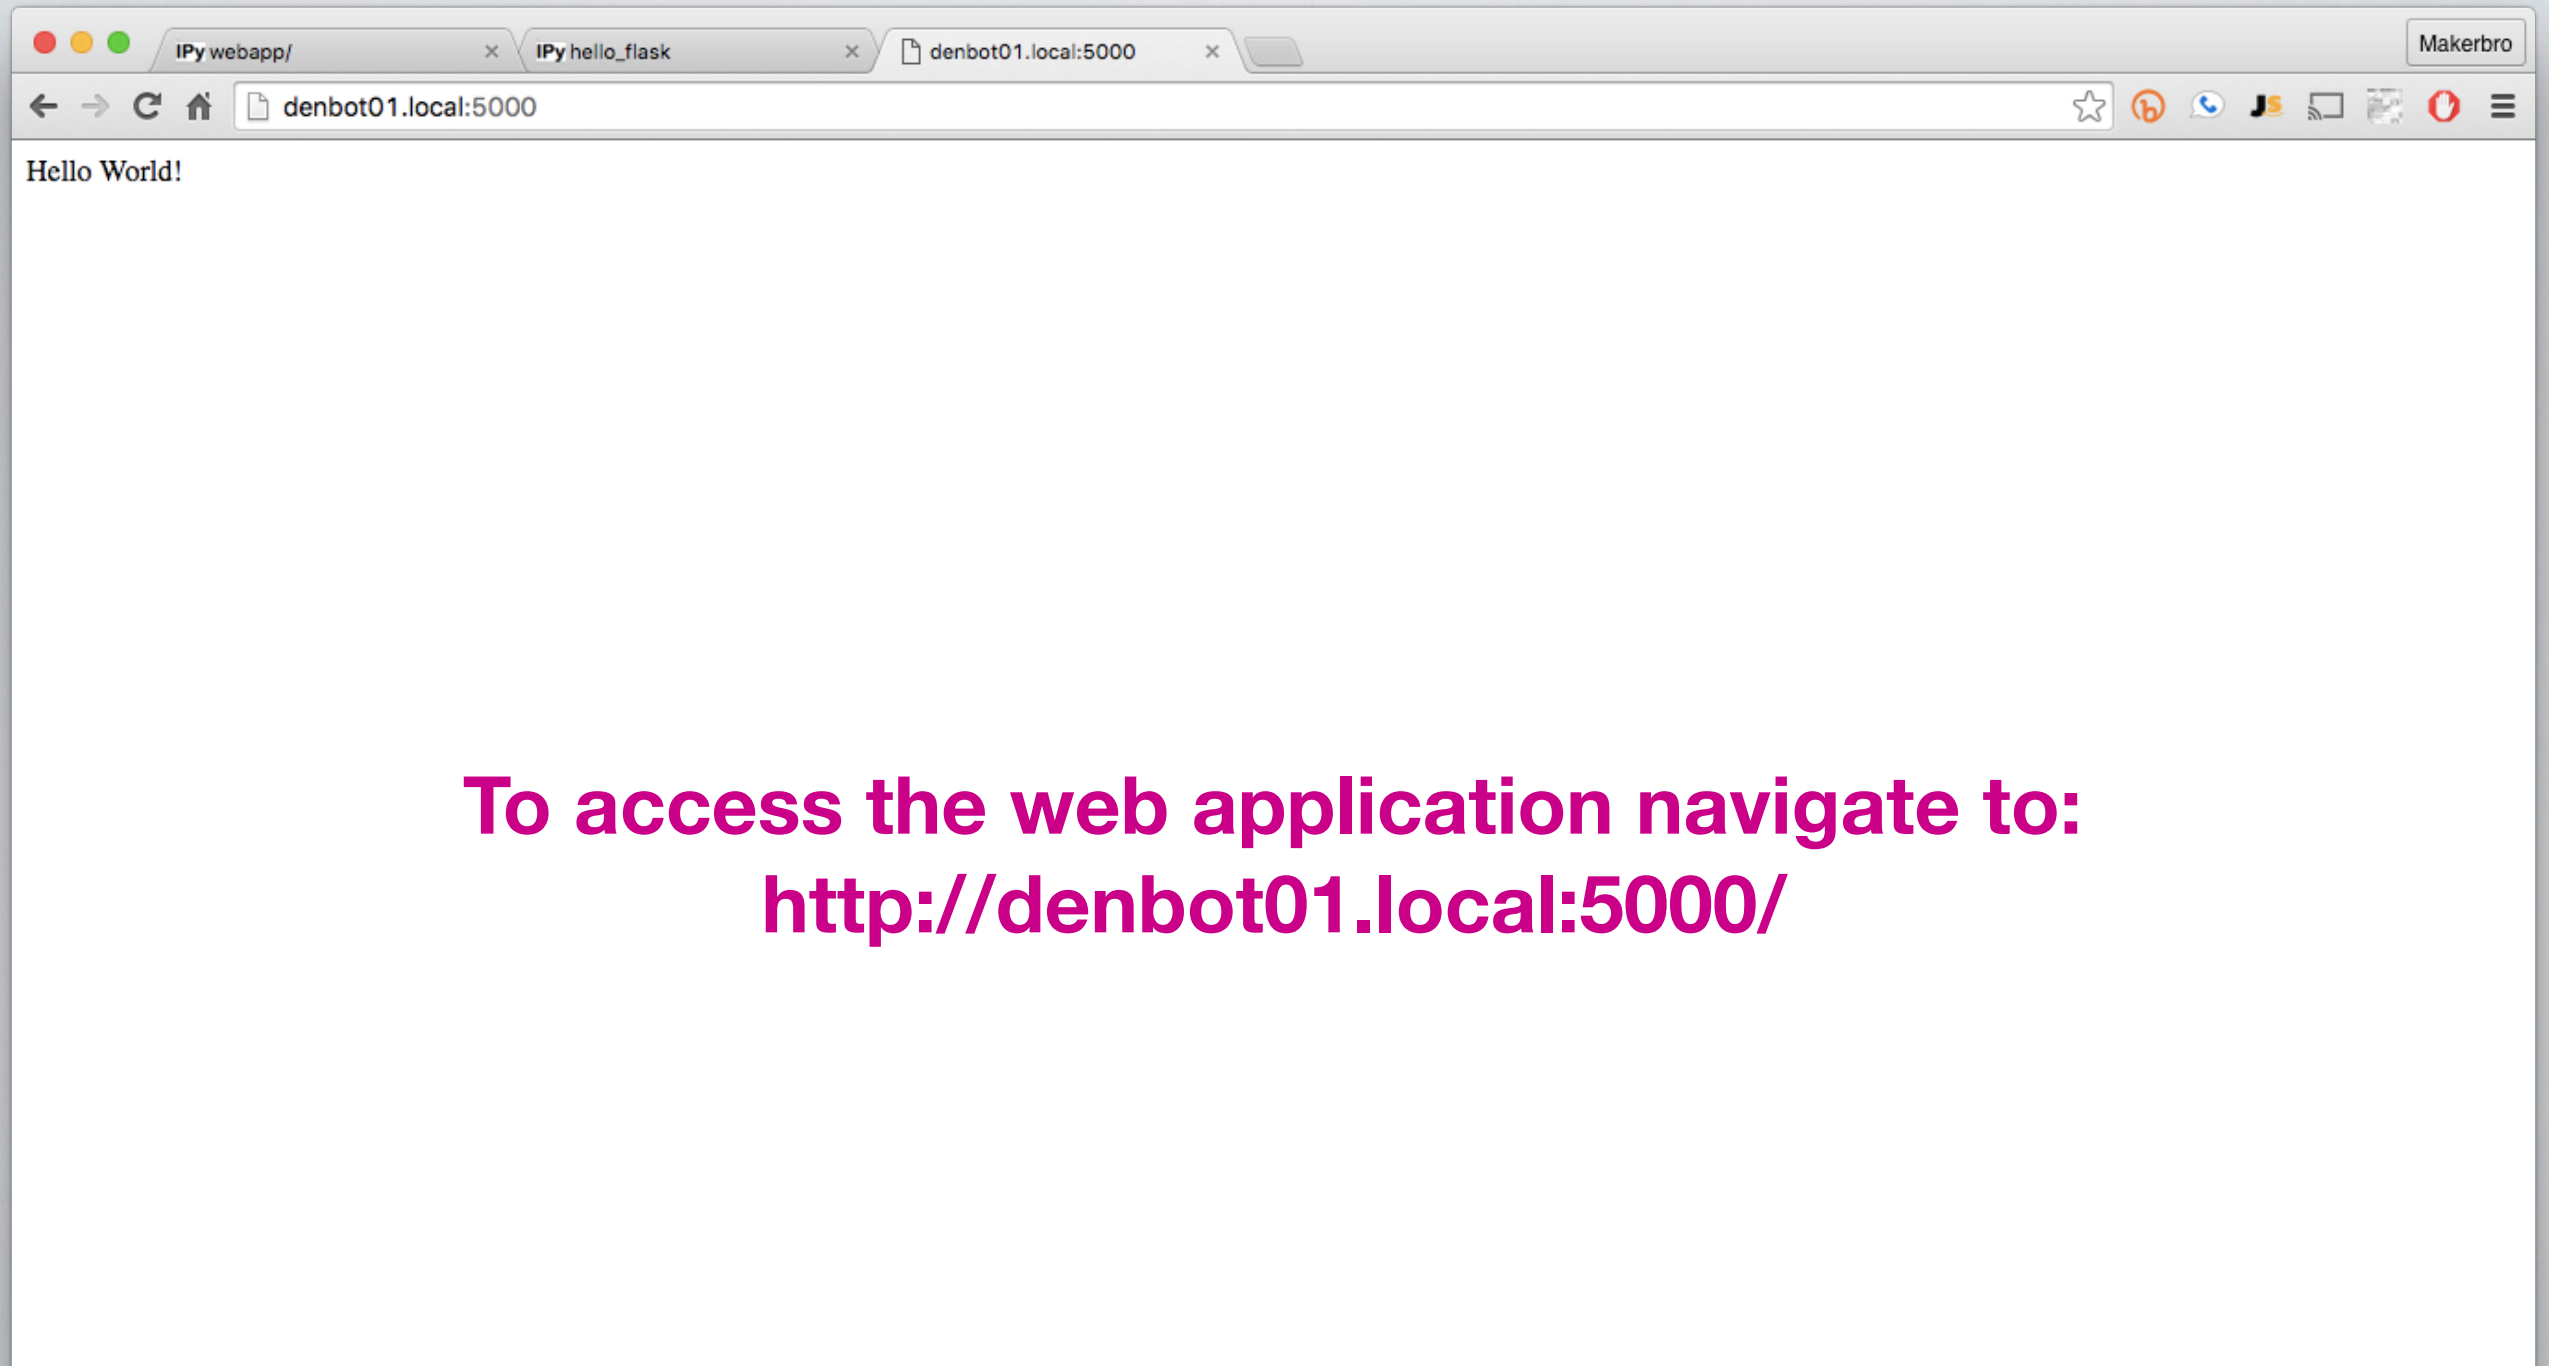 IPy webapp/
IPy hello_flask
denbot01.local:5000
Makerbro
denbot01.local:5000
JS
Hello World!
To access the web application navigate to:
http://denbot01.local:5000/